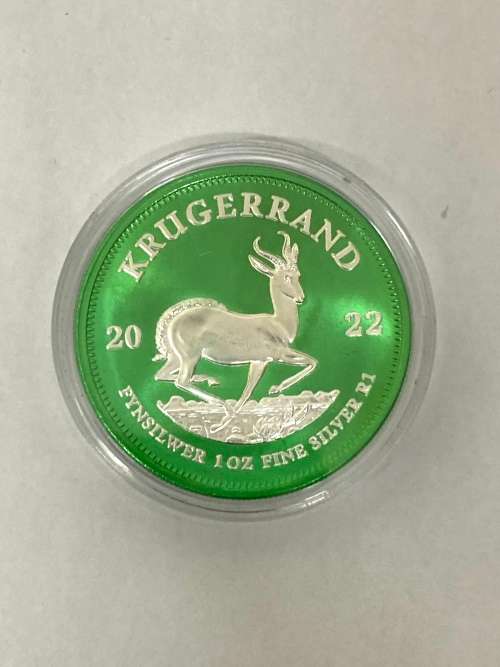 KRUGERRAND
20 22
FYNSILWER 1 OZ FINE SILVER R1